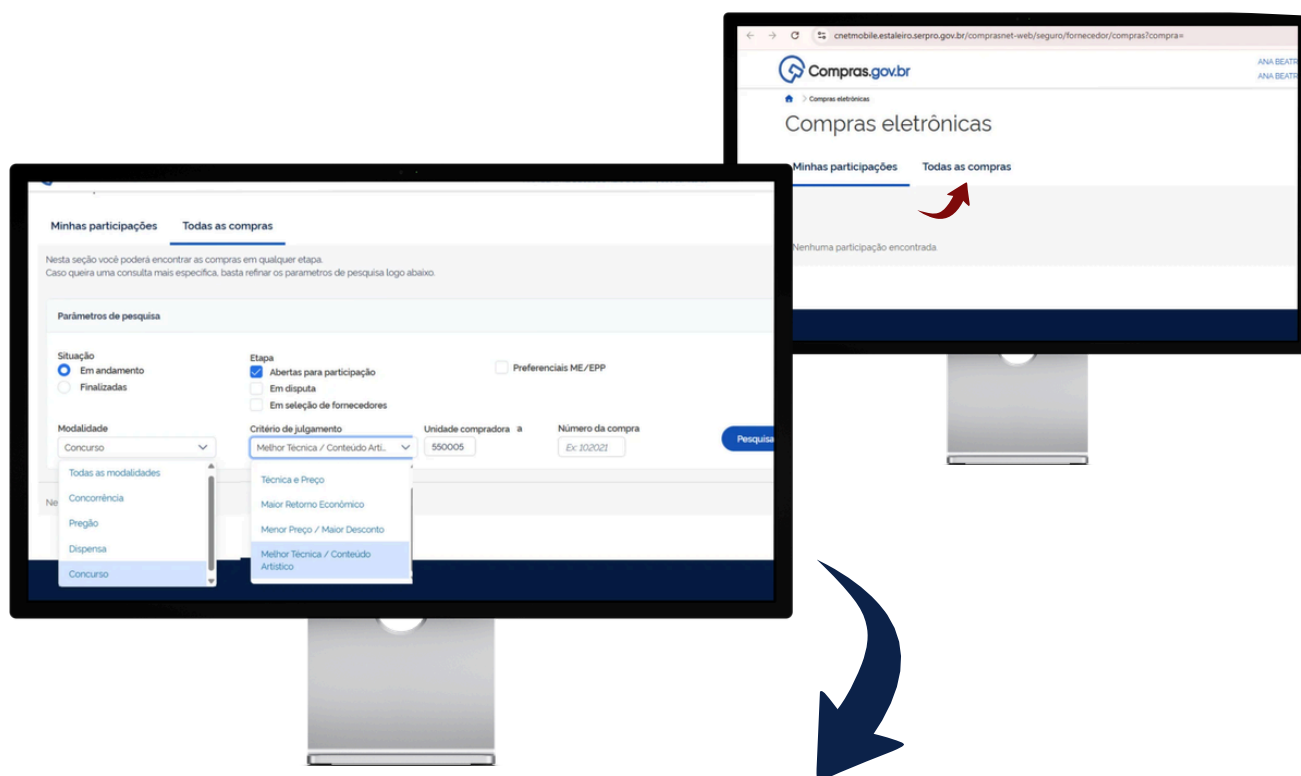 cnetmobile.estaleiro.serpro.gov.br/comprasnet-web/seguro/fornecedor/compras?compra=
Compras.gov.br
ANA BEATR
ANA BEATR
Compras eletrônicas
Compras eletrônicas
Minhas participações Todas as compras
Nenhuma participação encontrada.
Minhas participações Todas as compras
Nesta seção você poderá encontrar as compras em qualquer etapa.
Caso queira uma consulta mais específica, basta refinar os parametros de pesquisa logo abaixo.
Parâmetros de pesquisa
Situação
Em andamento
Finalizadas
Etapa
Abertas para participação
Em disputa
Em seleção de fornecedores
Preferenciais ME/EPP
Modalidade
Concurso
Todas as modalidades
Concorrência
Pregão
Dispensa
Concurso
Critério de julgamento
Melhor Técnica / Conteúdo Arti..
Técnica e Preço
Maior Retorno Econômico
Menor Preço / Maior Desconto
Melhor Técnica / Conteúdo
Artístico
Unidade compradora a
550005
Número da compra
Ex: 102021
Pesquisa
Ne